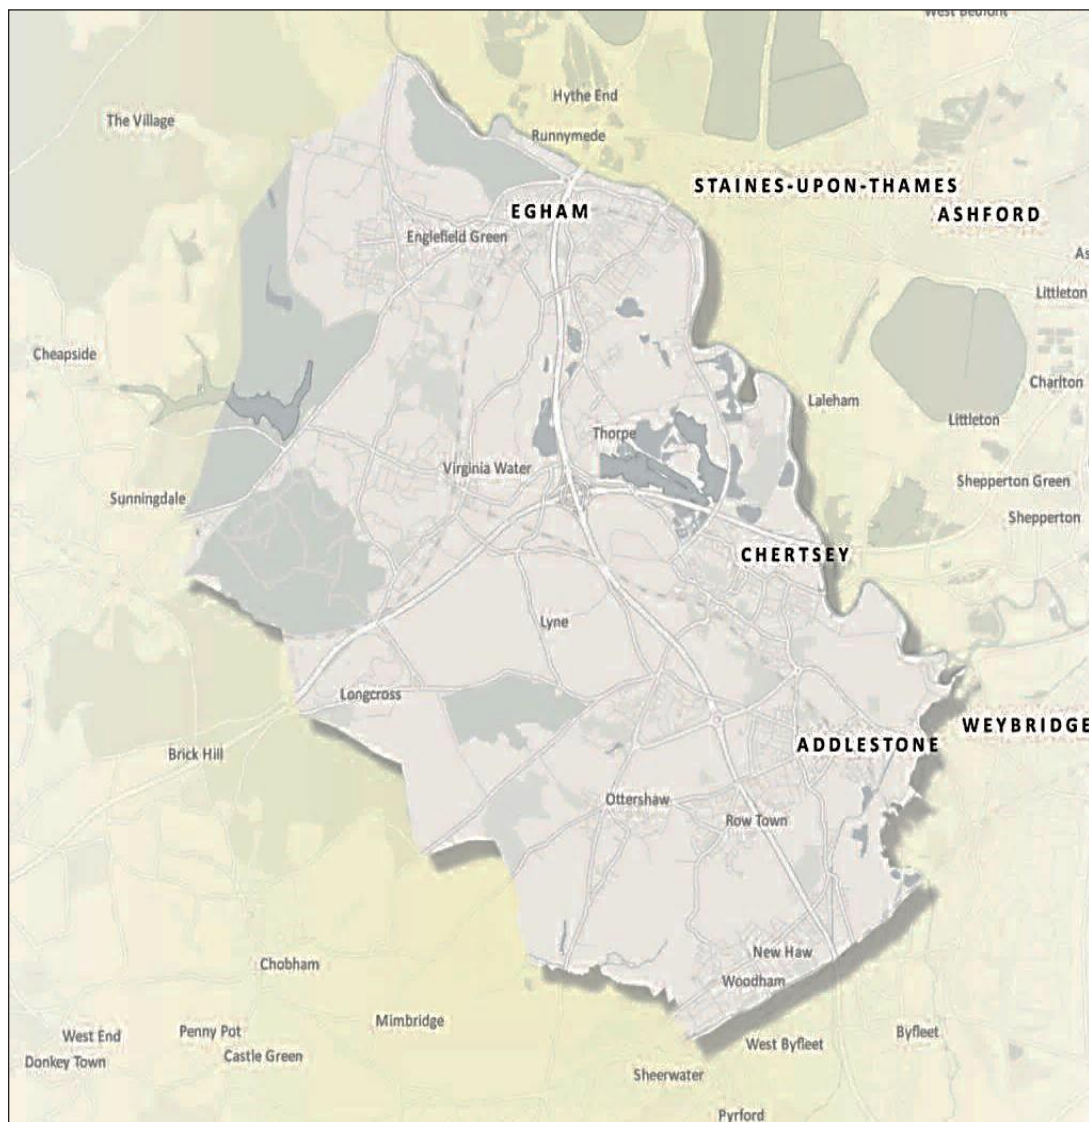 West Bedfont
Hythe End
The Village
Runnymede
STAINES-UPON-THAMES
EGHAM
ASHFORD
Englefield Green
As
Littleton
Cheapside
Charlton
Laleham
Littleton
Thorpe
Virginia Water
Shepperton Green
Sunningdale
Shepperton
CHERTSEY
Lyne
Longcross
WEYBRIDGE
ADDLESTONE
Brick Hill
Ottershaw
Row Town
New Haw
Chobham
Woodham
Mimbridge
Penny Pot
West End
Byfleet
West Byfleet
Castle Green
Donkey Town
Sheerwater
Pyrford